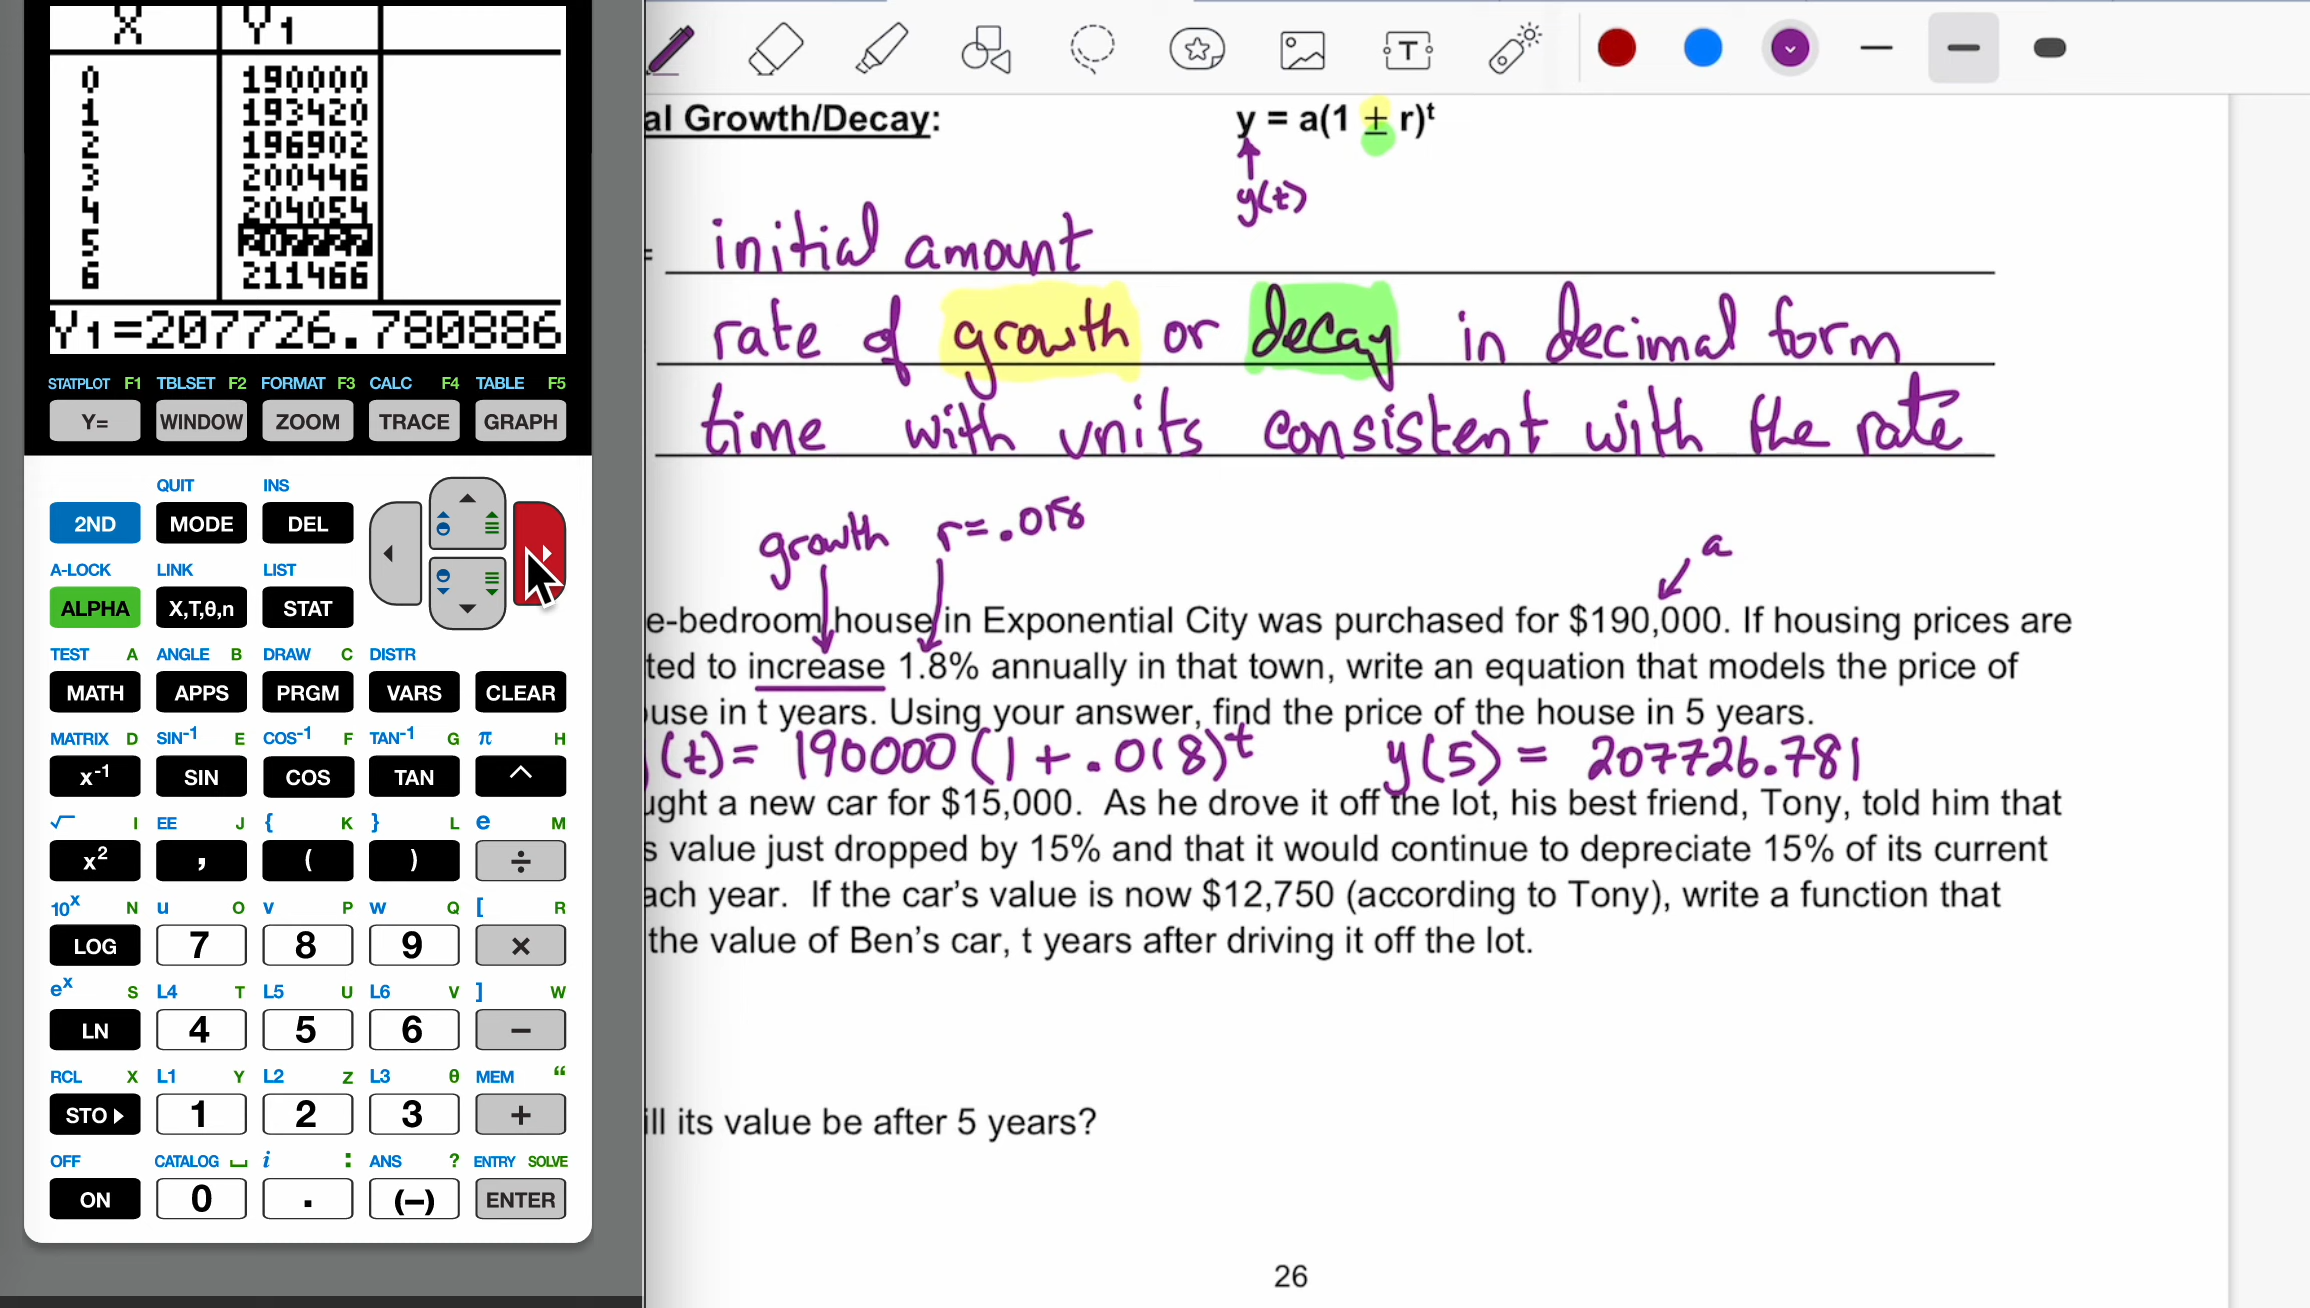 X Y1
0 190000
1 193420
2 196902
3 200446
4 204054
5 207727
6 211466
Y1=207726.780886
STATPLOT F1 TBLSET F2 FORMAT F3 CALC F4 TABLE F5
Y= WINDOW ZOOM TRACE GRAPH
QUIT INS
2ND MODE DEL
A-LOCK LINK LIST
ALPHA X,T,θ,n STAT
TEST A ANGLE B DRAW C DISTR
MATH APPS PRGM VARS CLEAR
MATRIX D SIN⁻¹ E COS⁻¹ F TAN⁻¹ G π H
x⁻¹ SIN COS TAN ^
√ I EE J { K } L e M
x² , ( ) ÷
10ˣ N u O v P w Q [ R
LOG 7 8 9 ×
eˣ S L4 T L5 U L6 V ] W
LN 4 5 6 −
RCL X L1 Y L2 Z L3 θ MEM “
STO▸ 1 2 3 +
OFF CATALOG ⎵ i : ANS ? ENTRY SOLVE
ON 0 . (–) ENTER
T
al Growth/Decay: y = a(1 ± r)ᵗ
y(t)
= initial amount
rate of growth or decay in decimal form
time with units consistent with the rate
growth r=.018 a
e-bedroom house in Exponential City was purchased for $190,000. If housing prices are
ted to increase 1.8% annually in that town, write an equation that models the price of
use in t years. Using your answer, find the price of the house in 5 years.
(t)= 190000(1+.018)ᵗ y(5) = 207726.781
ught a new car for $15,000. As he drove it off the lot, his best friend, Tony, told him that
s value just dropped by 15% and that it would continue to depreciate 15% of its current
ach year. If the car’s value is now $12,750 (according to Tony), write a function that
the value of Ben’s car, t years after driving it off the lot.
ill its value be after 5 years?
26